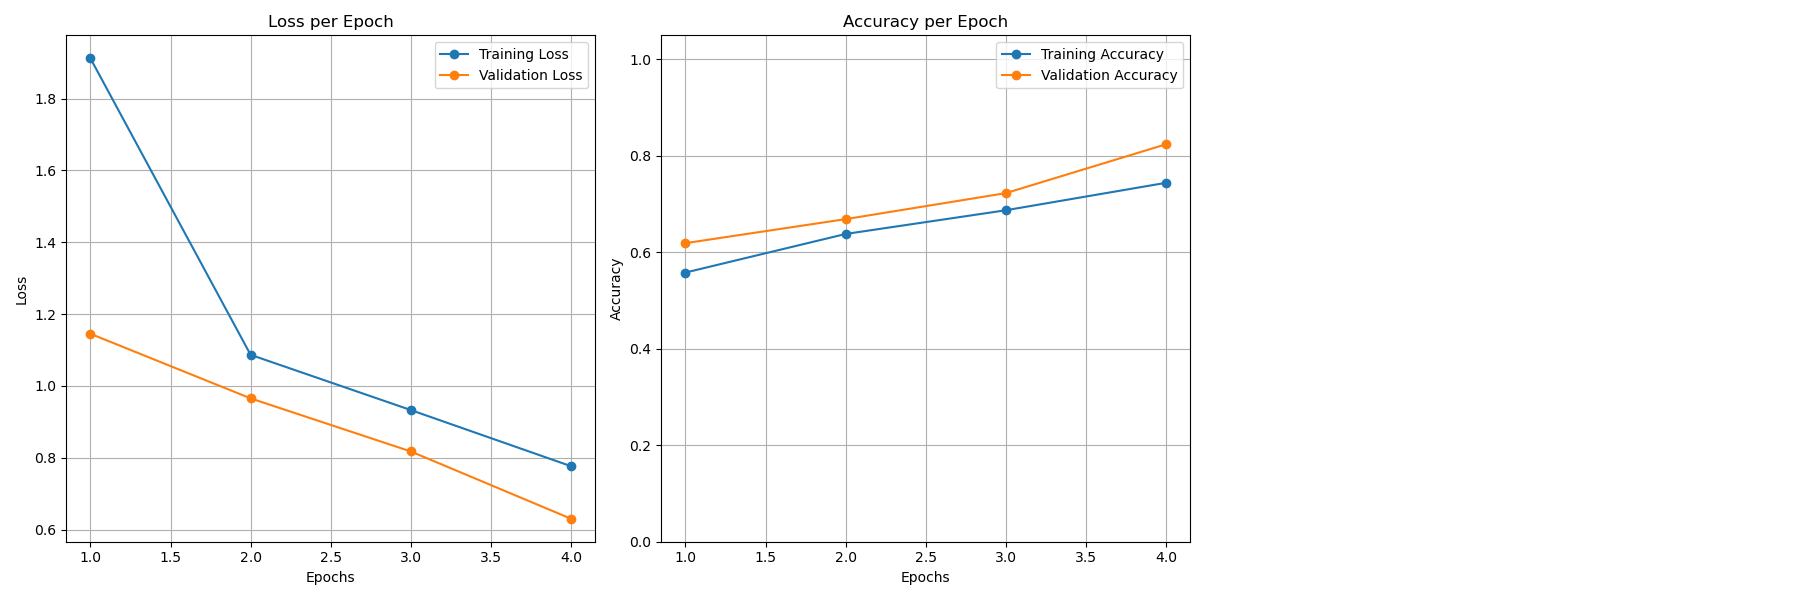 Loss per Epoch
Training Loss
Validation Loss
1.8
1.6
1.4
1.2
1.0
0.8
0.6
Loss
1.0 1.5 2.0 2.5 3.0 3.5 4.0
Epochs
Accuracy per Epoch
Training Accuracy
Validation Accuracy
1.0
0.8
0.6
0.4
0.2
0.0
Accuracy
1.0 1.5 2.0 2.5 3.0 3.5 4.0
Epochs